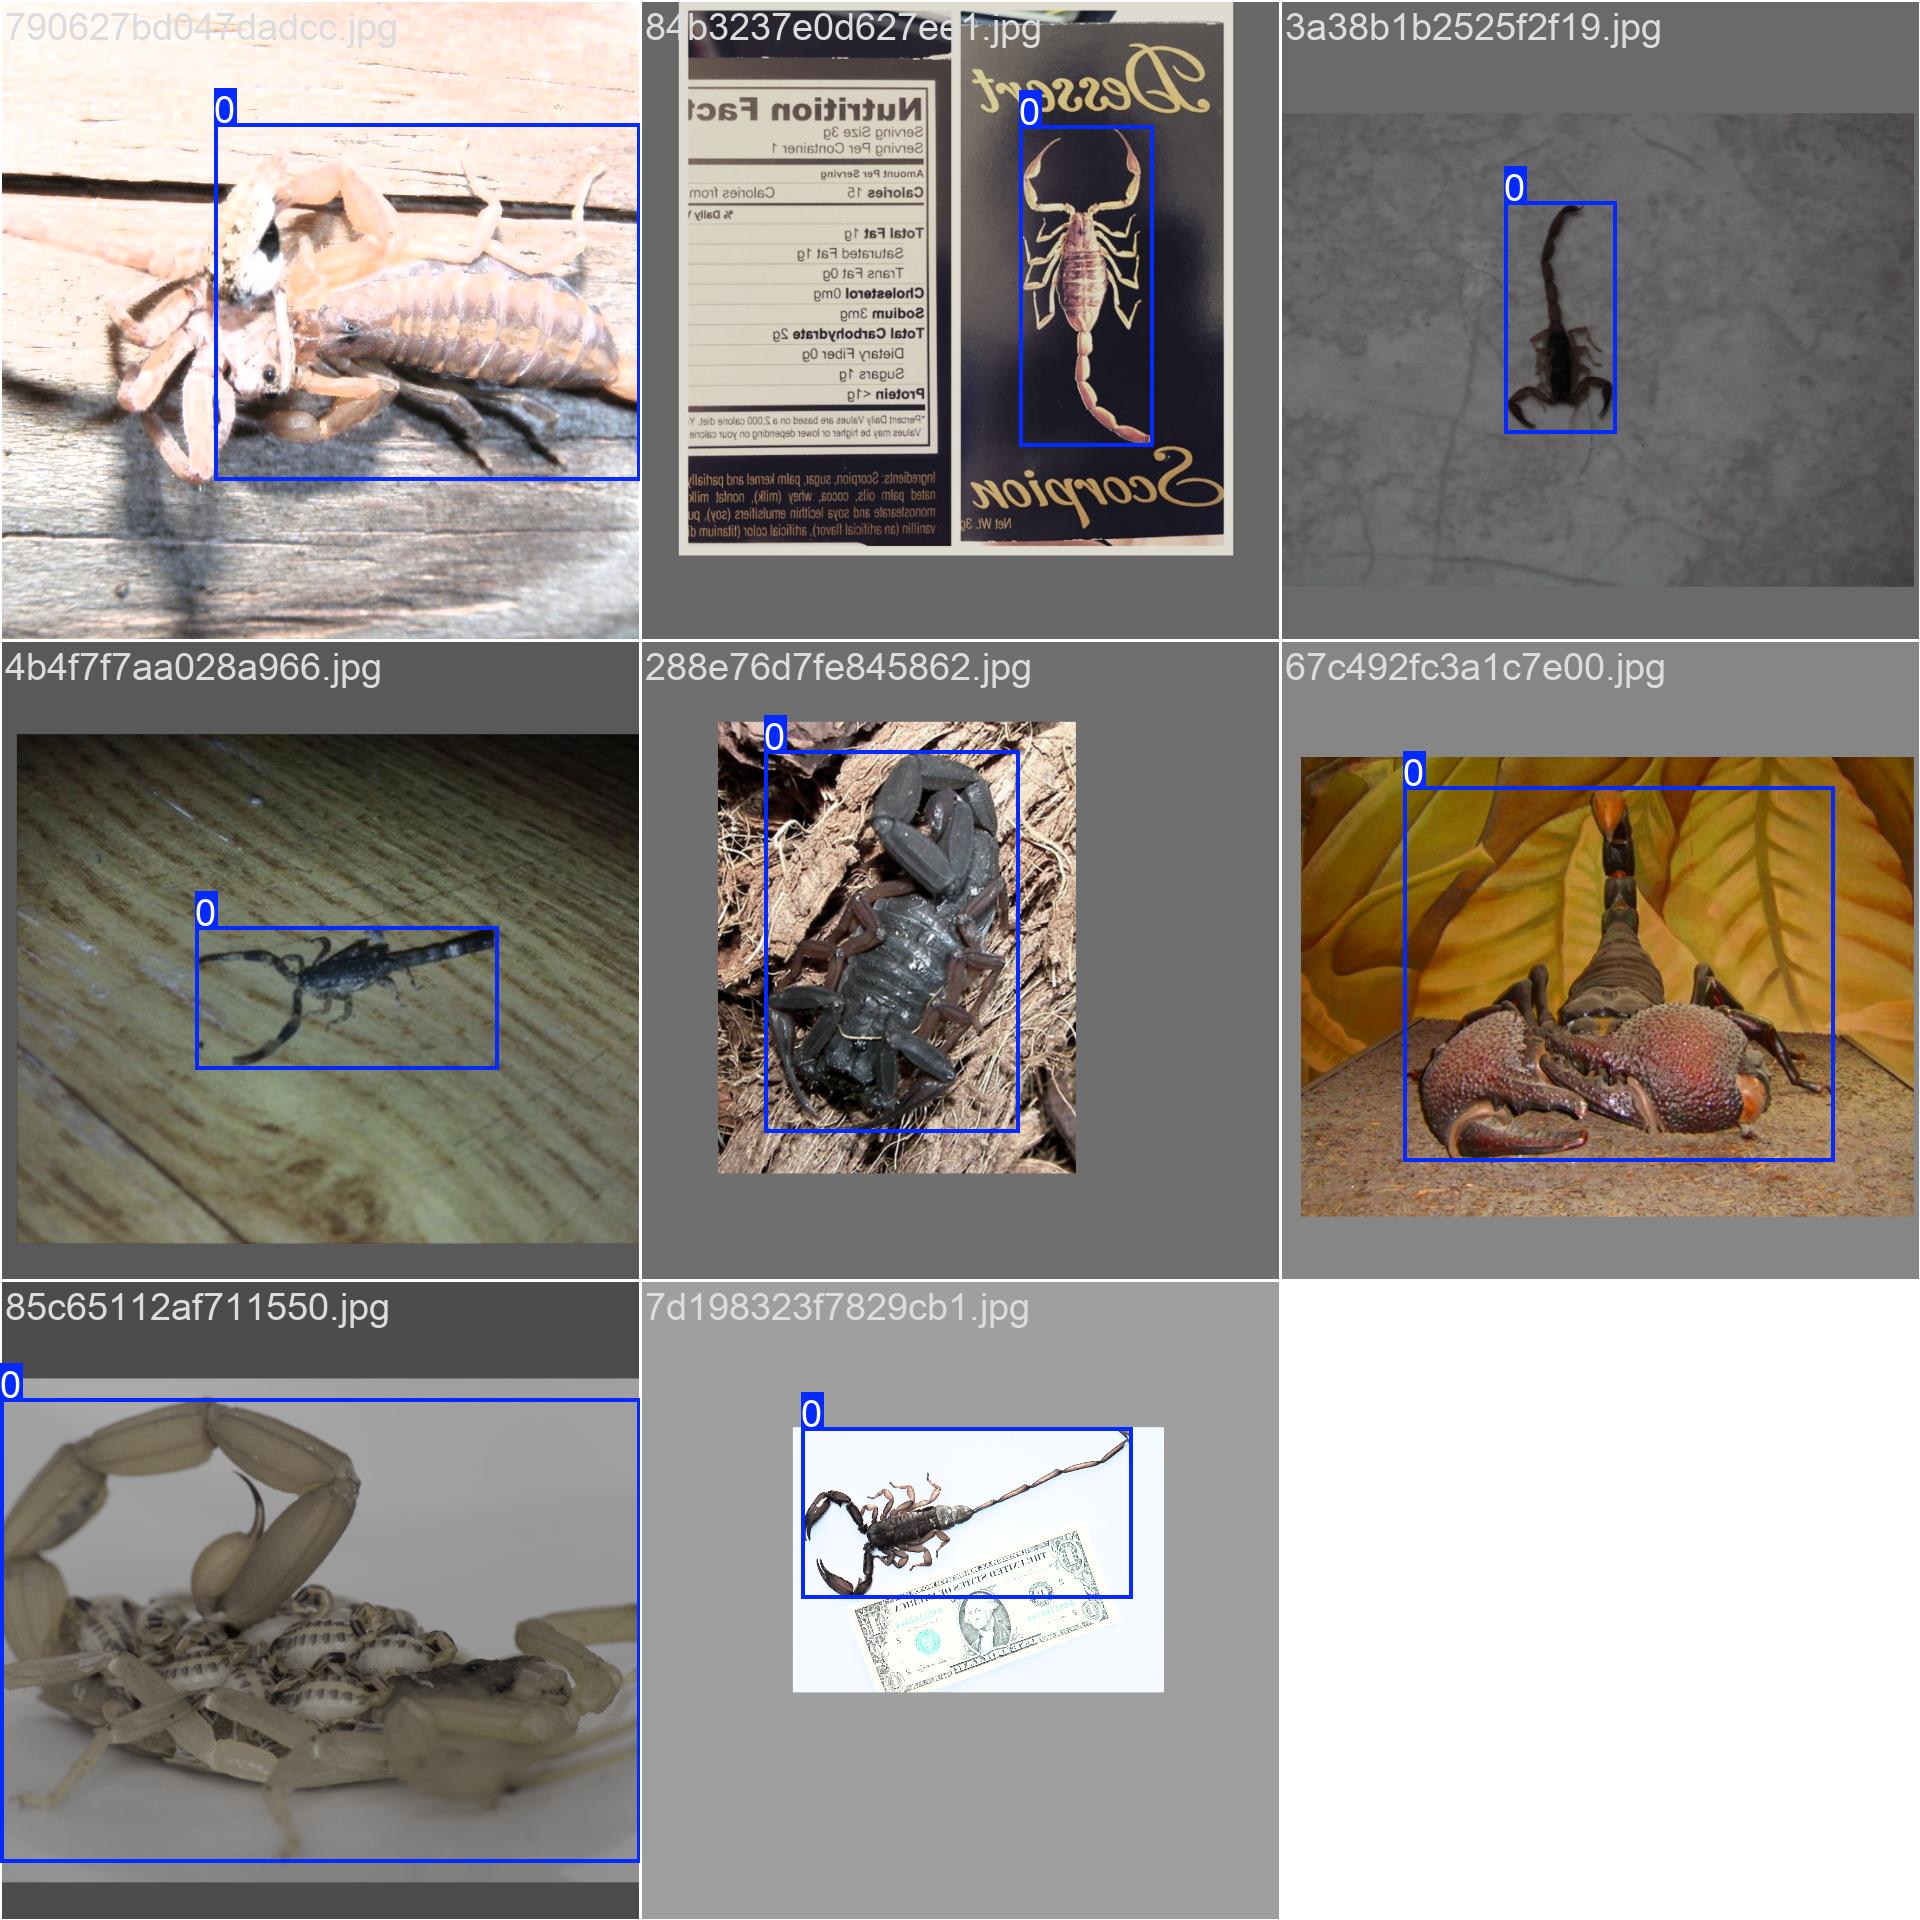 790627bd047dadcc.jpg
0
84b3237e0d627ee1.jpg
Nutrition Fact
Serving Size 3g
Serving Per Container 1
Amount Per Serving
Calories 15 Calories from
% Daily V
Total Fat 1g
Saturated Fat 1g
Trans Fat 0g
Cholesterol 0mg
Sodium 3mg
Total Carbohydrate 2g
Dietary Fiber 0g
Sugars 1g
Protein <1g
*Percent Daily Values are based on a 2,000 calorie diet. Y
Values may be higher or lower depending on your calorie
Ingredients: Scorpion, sugar, palm kernel and partially
nated palm oils, cocoa, whey (milk), nonfat milk
monostearate and soya lecithin emulsifiers (soy), pu
vanillin (an artificial flavor), artificial color (titanium d
Dessert
0
Scorpion
Net Wt. 3g
3a38b1b2525f2f19.jpg
0
4b4f7f7aa028a966.jpg
0
288e76d7fe845862.jpg
0
67c492fc3a1c7e00.jpg
0
85c65112af711550.jpg
0
7d198323f7829cb1.jpg
0
THE UNITED STATES OF AMERICA